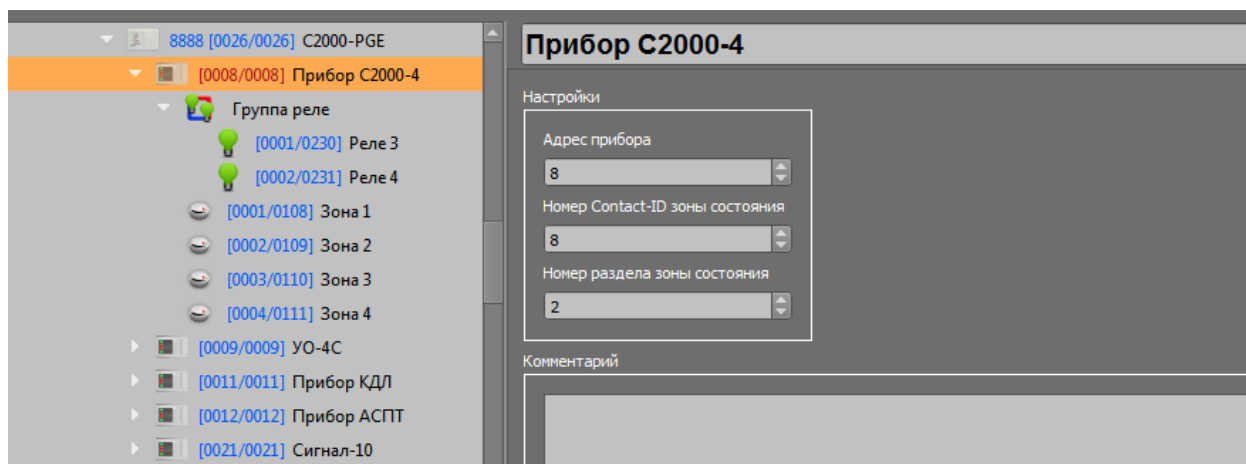 8888 [0026/0026] C2000-PGE
[0008/0008] Прибор С2000-4
Группа реле
[0001/0230] Реле 3
[0002/0231] Реле 4
[0001/0108] Зона 1
[0002/0109] Зона 2
[0003/0110] Зона 3
[0004/0111] Зона 4
[0009/0009] УО-4С
[0011/0011] Прибор КДЛ
[0012/0012] Прибор АСПТ
[0021/0021] Сигнал-10
Прибор С2000-4
Настройки
Адрес прибора
8
Номер Contact-ID зоны состояния
8
Номер раздела зоны состояния
2
Комментарий